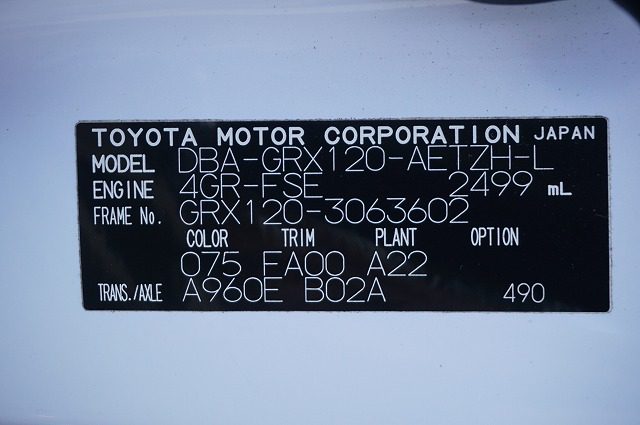 TOYOTA MOTOR CORPORATION JAPAN
MODEL DBA-GRX120-AETZH-L
ENGINE 4GR-FSE 2499 mL
FRAME No. GRX120-3063602
COLOR TRIM PLANT OPTION
075 FA00 A22
TRANS./AXLE A960E B02A 490